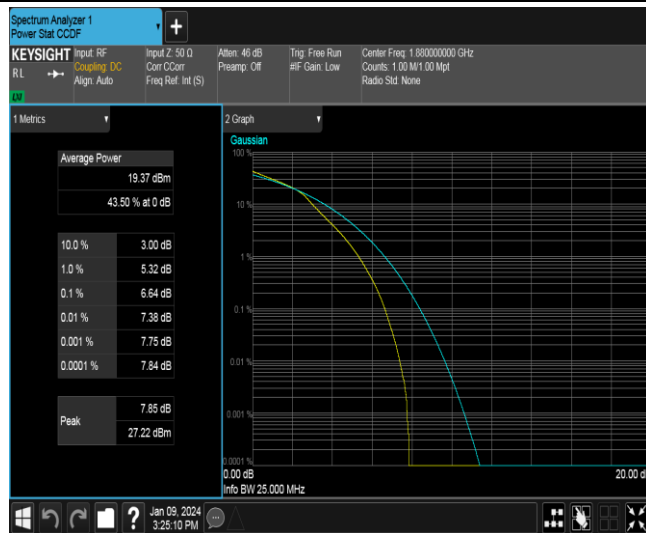 Spectrum Analyzer 1
Power Stat CCDF
+
KEYSIGHT
RL
LXI
Input: RF
Coupling: DC
Align: Auto
Input Z: 50 Ω
Corr CCorr
Freq Ref: Int (S)
Atten: 46 dB
Preamp: Off
Trig: Free Run
#IF Gain: Low
Center Freq: 1.880000000 GHz
Counts: 1.00 M/1.00 Mpt
Radio Std: None
1 Metrics
Average Power
19.37 dBm
43.50 % at 0 dB
10.0 % 3.00 dB
1.0 % 5.32 dB
0.1 % 6.64 dB
0.01 % 7.38 dB
0.001 % 7.75 dB
0.0001 % 7.84 dB
Peak
7.85 dB
27.22 dBm
2 Graph
Gaussian
100 %
10 %
1 %
0.1 %
0.01 %
0.001 %
0.0001 %
0.00 dB
20.00 d
Info BW 25.000 MHz
?
Jan 09, 2024
3:25:10 PM